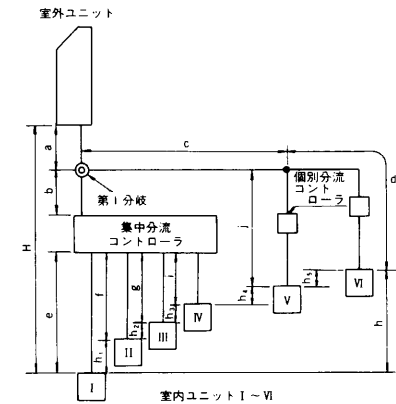 室外ユニット
a
b
c
d
第1分岐
個別分流
コント
ローラ
集中分流
コントローラ
H
e
f
g
i
j
h₁
h₂
h₃
h₄
h₅
h
I
II
III
IV
V
VI
室内ユニットI～VI